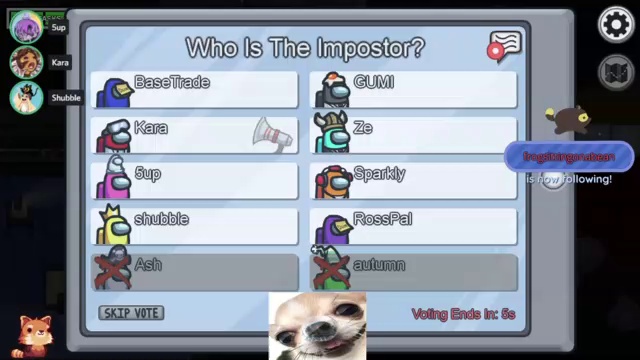 5up
Kara
Shubble
Who Is The Impostor?
BaseTrade
GUMI
Kara
Ze
5up
Sparkly
shubble
RossPal
Ash
autumn
is now following!
SKIP VOTE
Voting Ends In: 5s